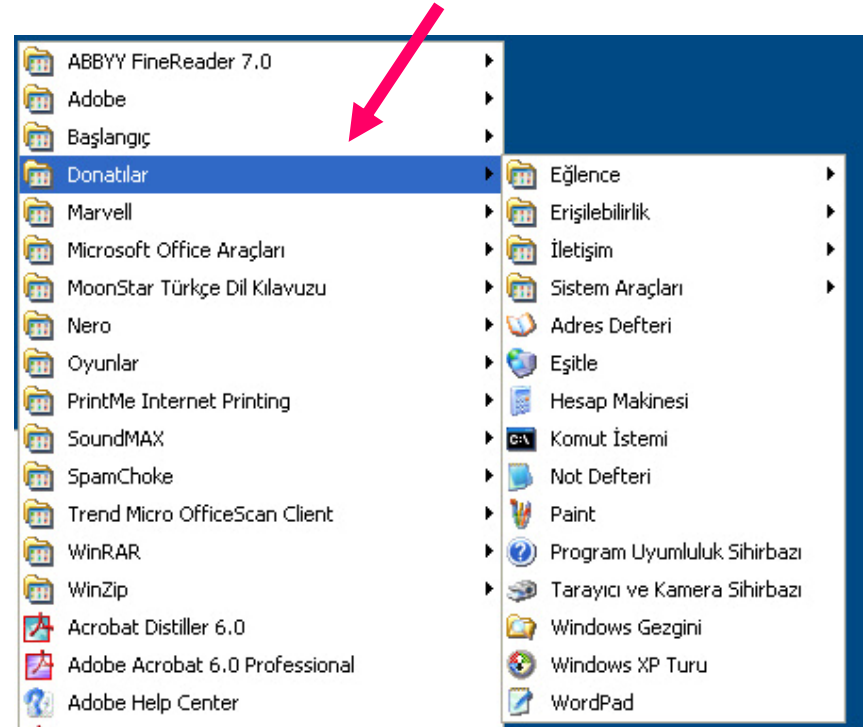 ABBYY FineReader 7.0
Adobe
Başlangıç
Donatılar
Marvell
Microsoft Office Araçları
MoonStar Türkçe Dil Kılavuzu
Nero
Oyunlar
PrintMe Internet Printing
SoundMAX
SpamChoke
Trend Micro OfficeScan Client
WinRAR
WinZip
Acrobat Distiller 6.0
Adobe Acrobat 6.0 Professional
Adobe Help Center
Eğlence
Erişilebilirlik
İletişim
Sistem Araçları
Adres Defteri
Eşitle
Hesap Makinesi
C:\
Komut İstemi
Not Defteri
Paint
Program Uyumluluk Sihirbazı
Tarayıcı ve Kamera Sihirbazı
Windows Gezgini
Windows XP Turu
WordPad